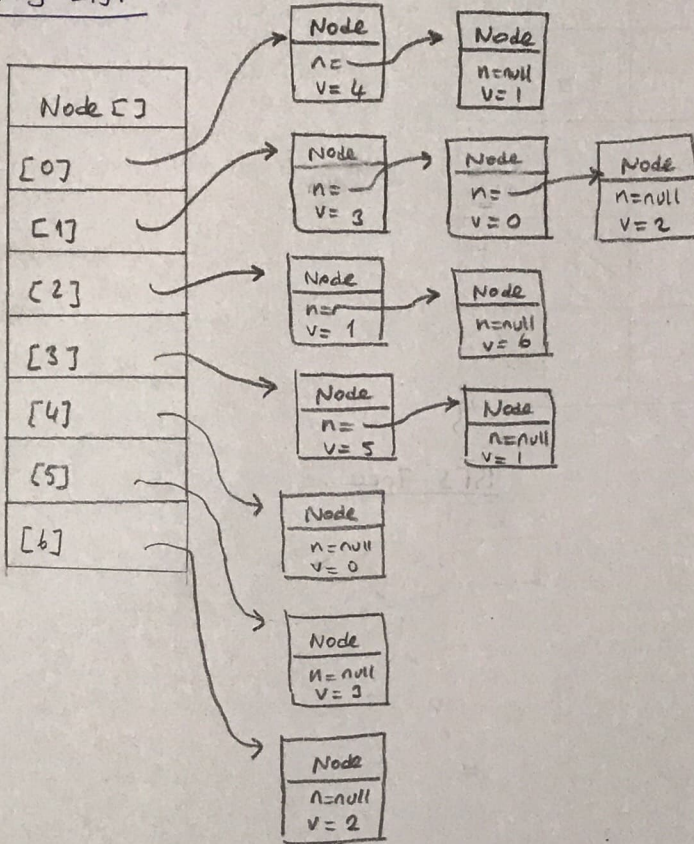 List
Node []
[0]
[1]
[2]
[3]
[4]
[5]
[6]
Node
n=
v= 4
Node
n=null
v= 1
Node
n=
v= 3
Node
n=
v=0
Node
n=null
v=2
Node
n=
v= 1
Node
n=null
v= 6
Node
n=
v= 5
Node
n=null
v= 1
Node
n=null
v= 0
Node
n= null
v= 3
Node
n=null
v= 2